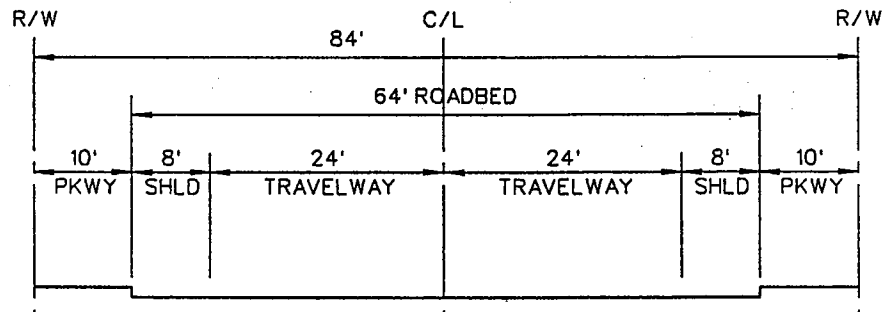 R/W C/L R/W
84'
64' ROADBED
10' 8' 24' 24' 8' 10'
PKWY SHLD TRAVELWAY TRAVELWAY SHLD PKWY